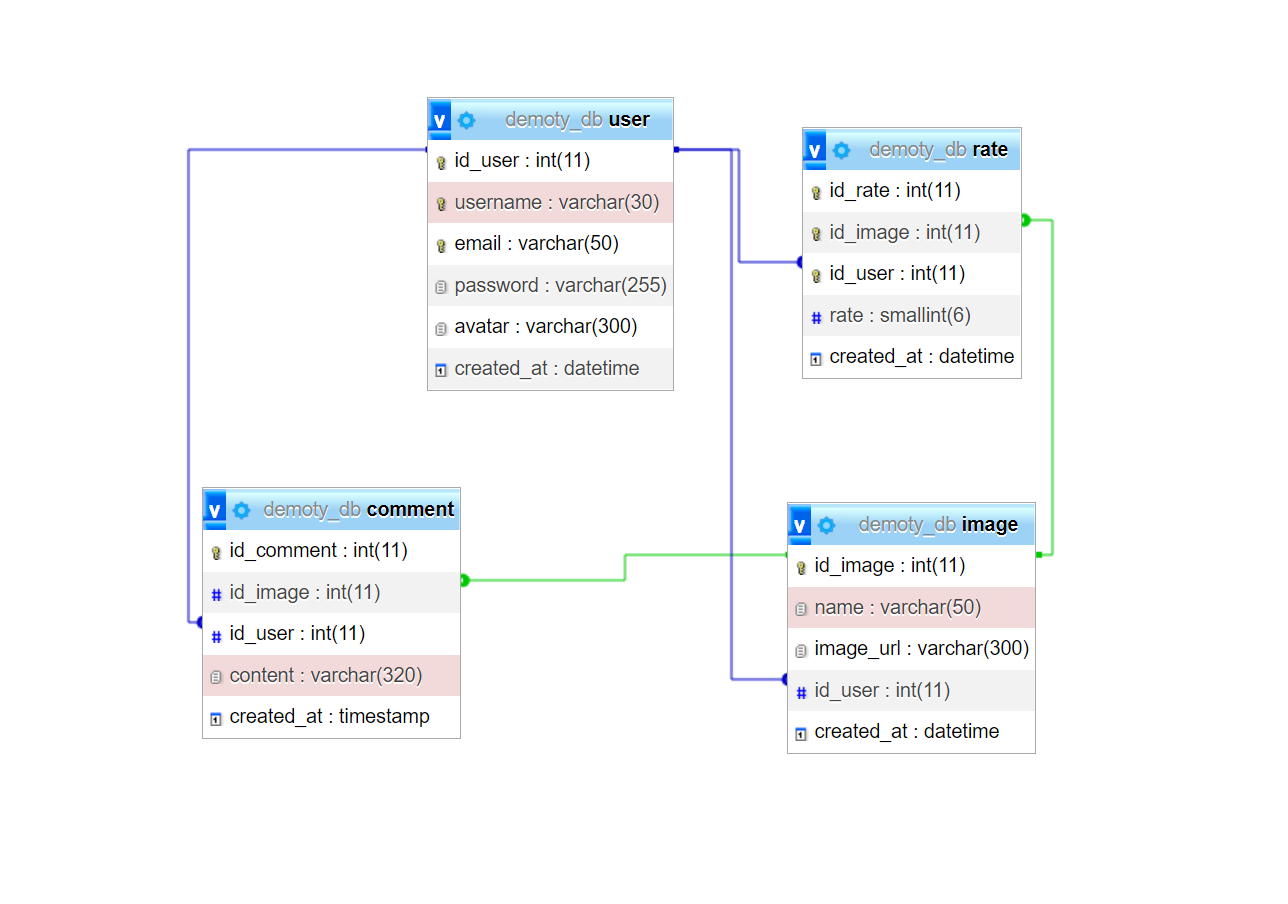 v demoty_db user
id_user : int(11)
username : varchar(30)
email : varchar(50)
password : varchar(255)
avatar : varchar(300)
created_at : datetime
v demoty_db rate
id_rate : int(11)
id_image : int(11)
id_user : int(11)
# rate : smallint(6)
created_at : datetime
v demoty_db comment
id_comment : int(11)
# id_image : int(11)
# id_user : int(11)
content : varchar(320)
created_at : timestamp
v demoty_db image
id_image : int(11)
name : varchar(50)
image_url : varchar(300)
# id_user : int(11)
created_at : datetime